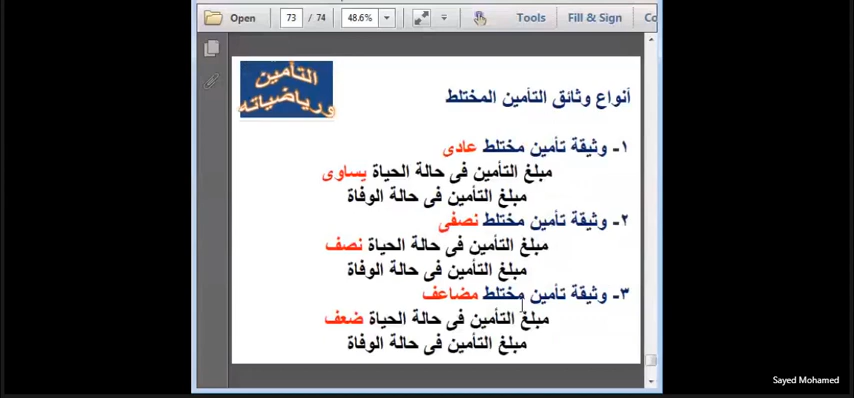 Open 73 / 74 48.6% Tools Fill & Sign Co
التأمين
ورياضياته
أنواع وثائق التأمين المختلط
١- وثيقة تأمين مختلط عادى
مبلغ التأمين فى حالة الحياة يساوى
مبلغ التأمين فى حالة الوفاة
٢- وثيقة تأمين مختلط نصفى
مبلغ التأمين فى حالة الحياة نصف
مبلغ التأمين فى حالة الوفاة
٣- وثيقة تأمين مختلط مضاعف
مبلغ التأمين فى حالة الحياة ضعف
مبلغ التأمين فى حالة الوفاة
Sayed Mohamed